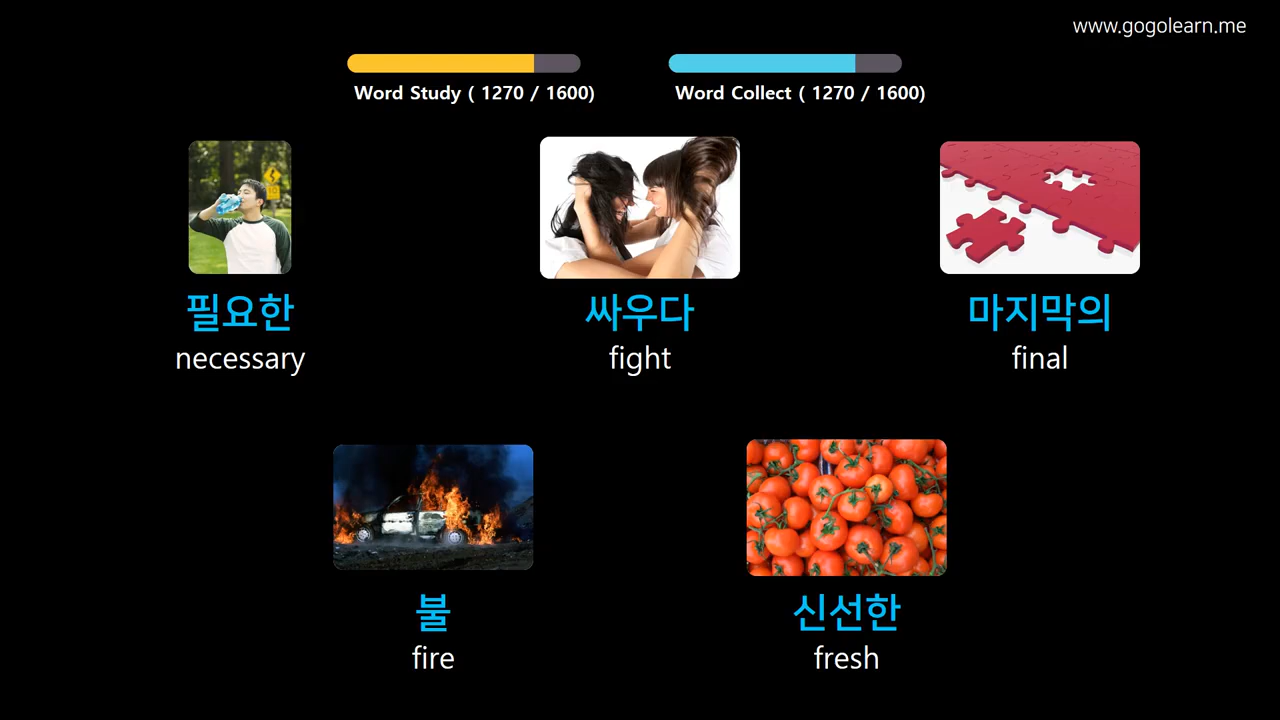 www.gogolearn.me
Word Study ( 1270 / 1600)
Word Collect ( 1270 / 1600)
필요한
necessary
싸우다
fight
마지막의
final
불
fire
신선한
fresh